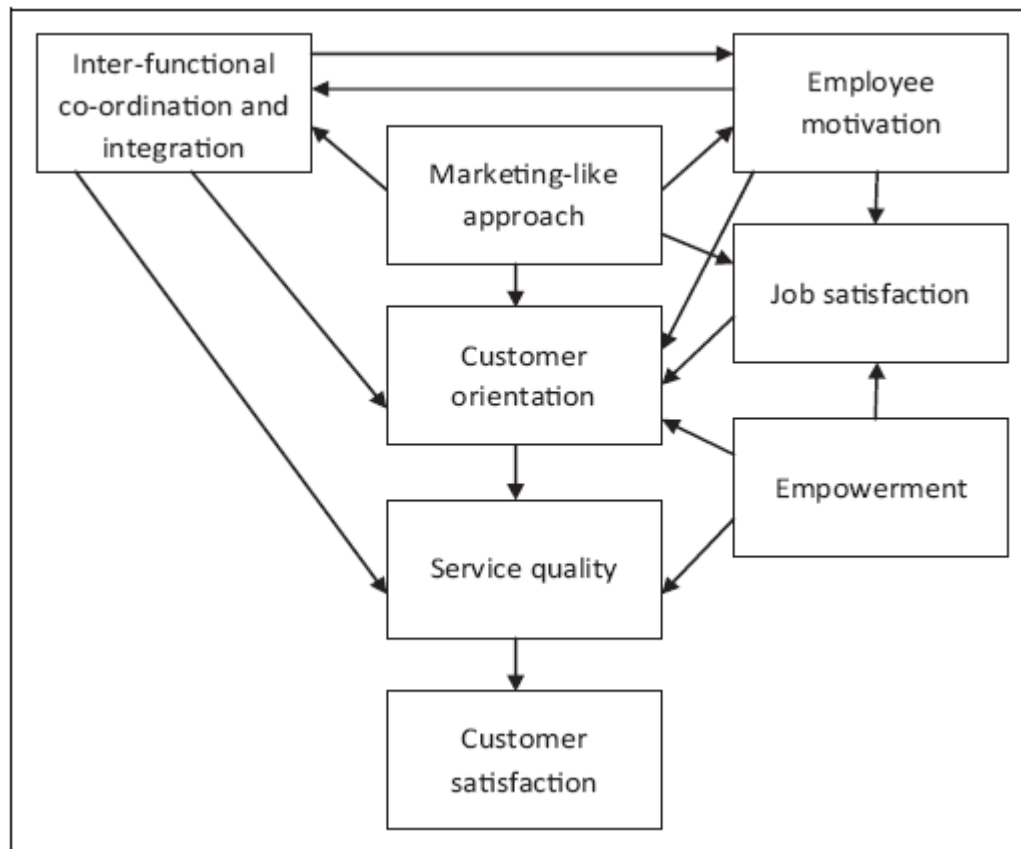 Inter-functional
co-ordination and
integration
Employee
motivation
Marketing-like
approach
Job satisfaction
Customer
orientation
Empowerment
Service quality
Customer
satisfaction